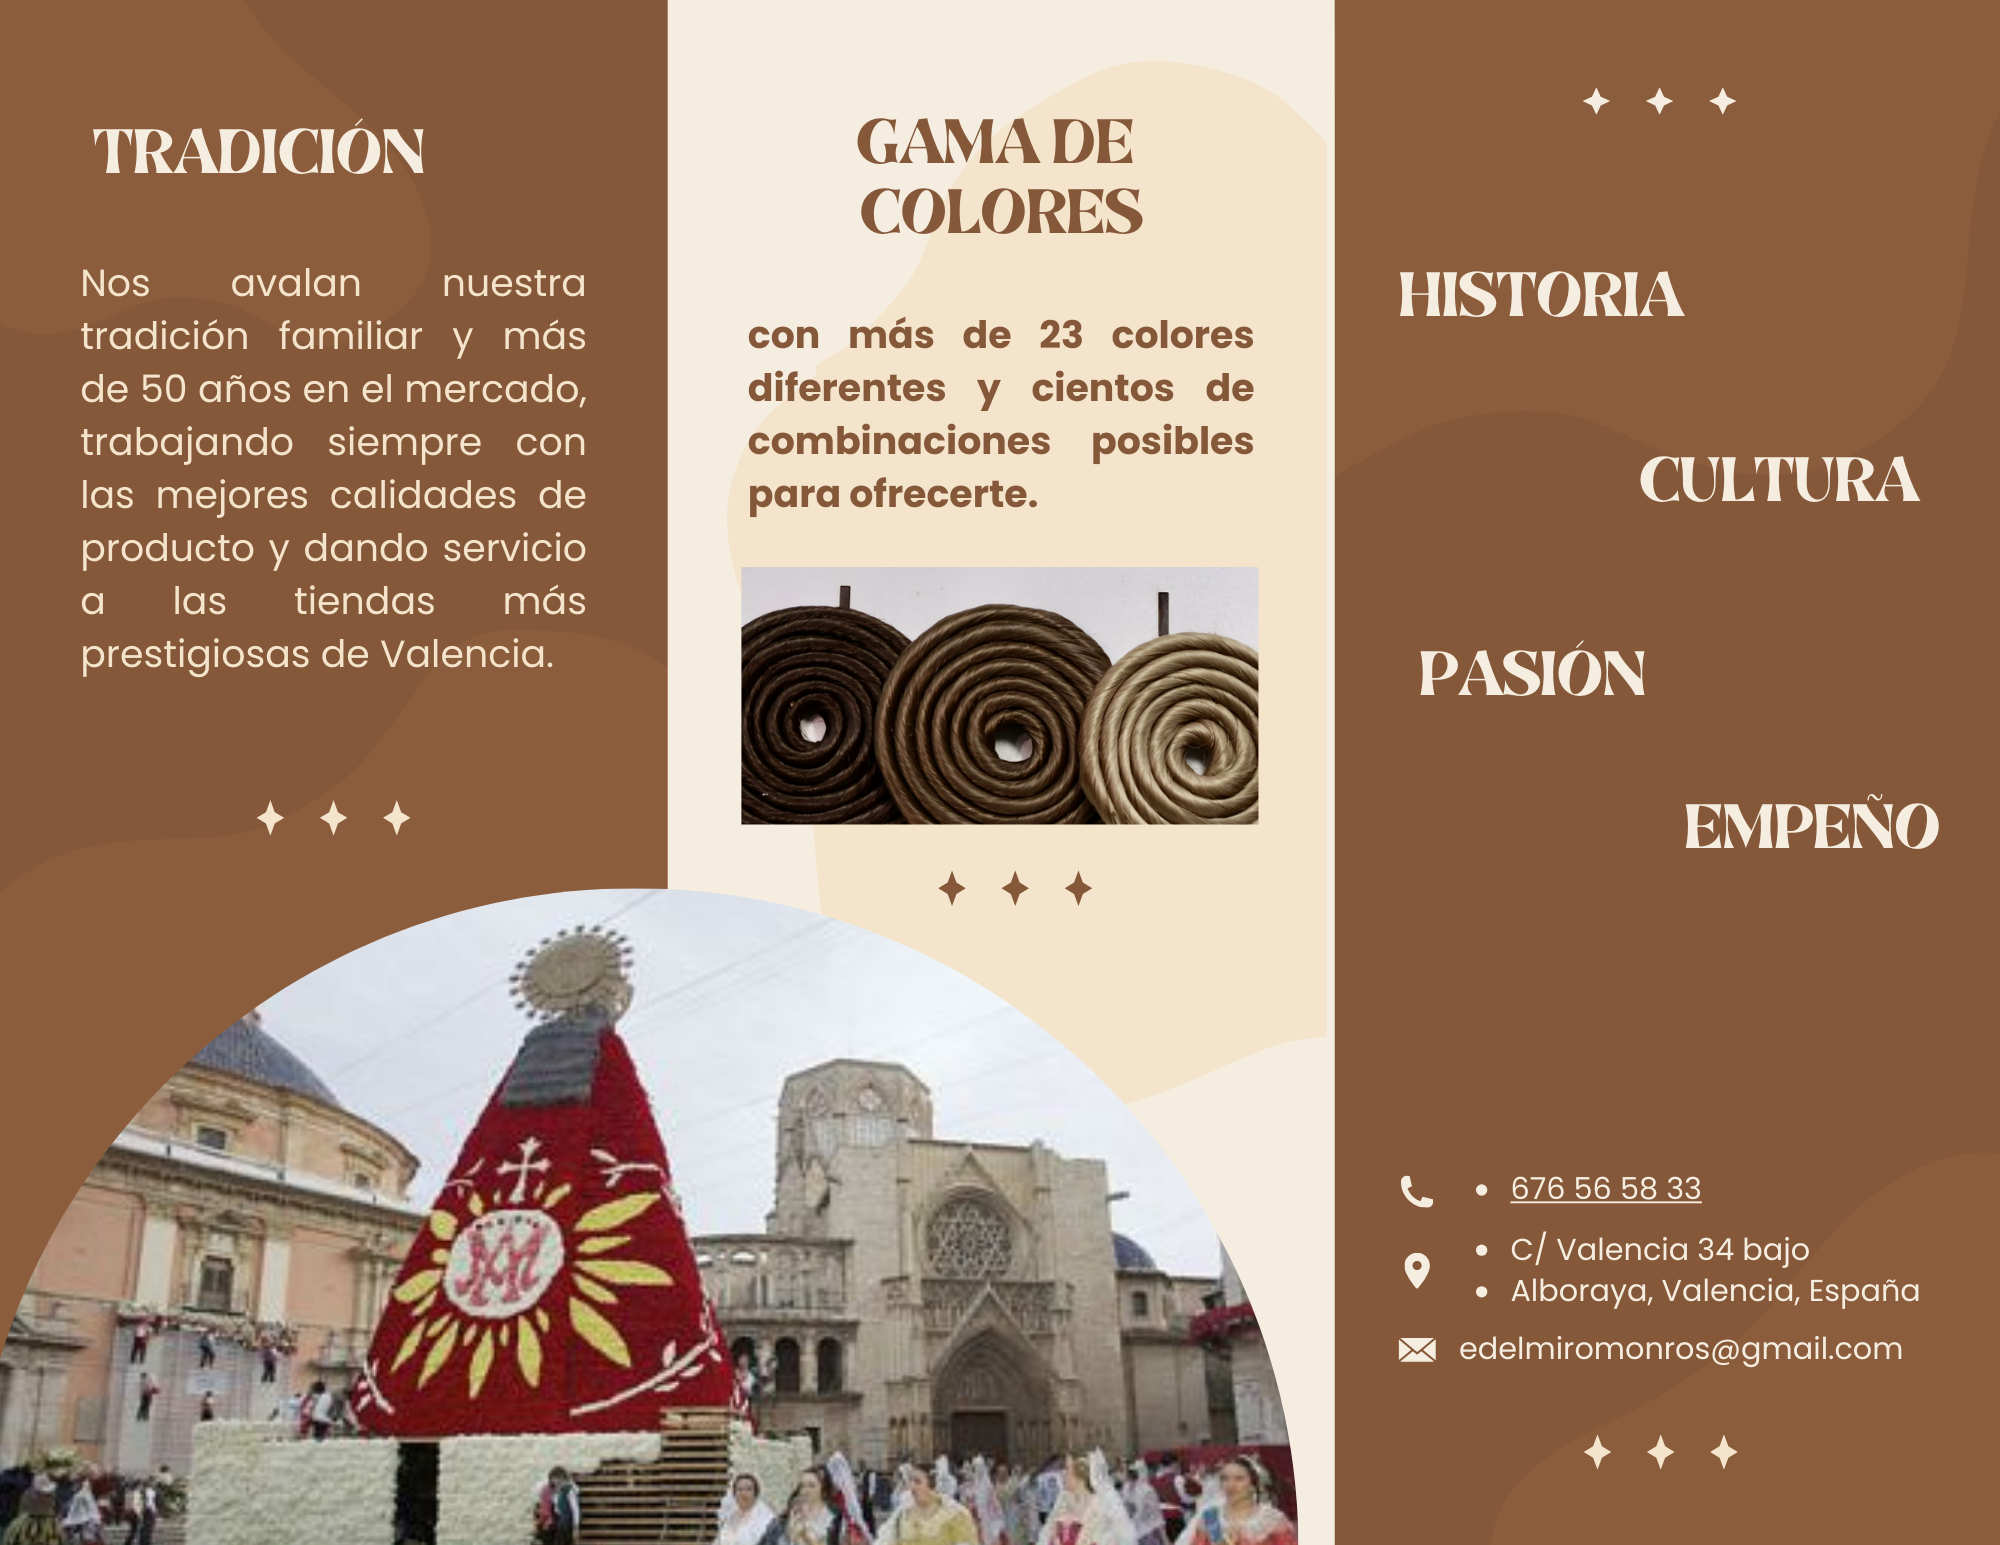 TRADICIÓN
Nos avalan nuestra
tradición familiar y más
de 50 años en el mercado,
trabajando siempre con
las mejores calidades de
producto y dando servicio
a las tiendas más
prestigiosas de Valencia.
GAMA DE
COLORES
con más de 23 colores
diferentes y cientos de
combinaciones posibles
para ofrecerte.
HISTORIA
CULTURA
PASIÓN
EMPEÑO
676 56 58 33
C/ Valencia 34 bajo
Alboraya, Valencia, España
edelmiromonros@gmail.com